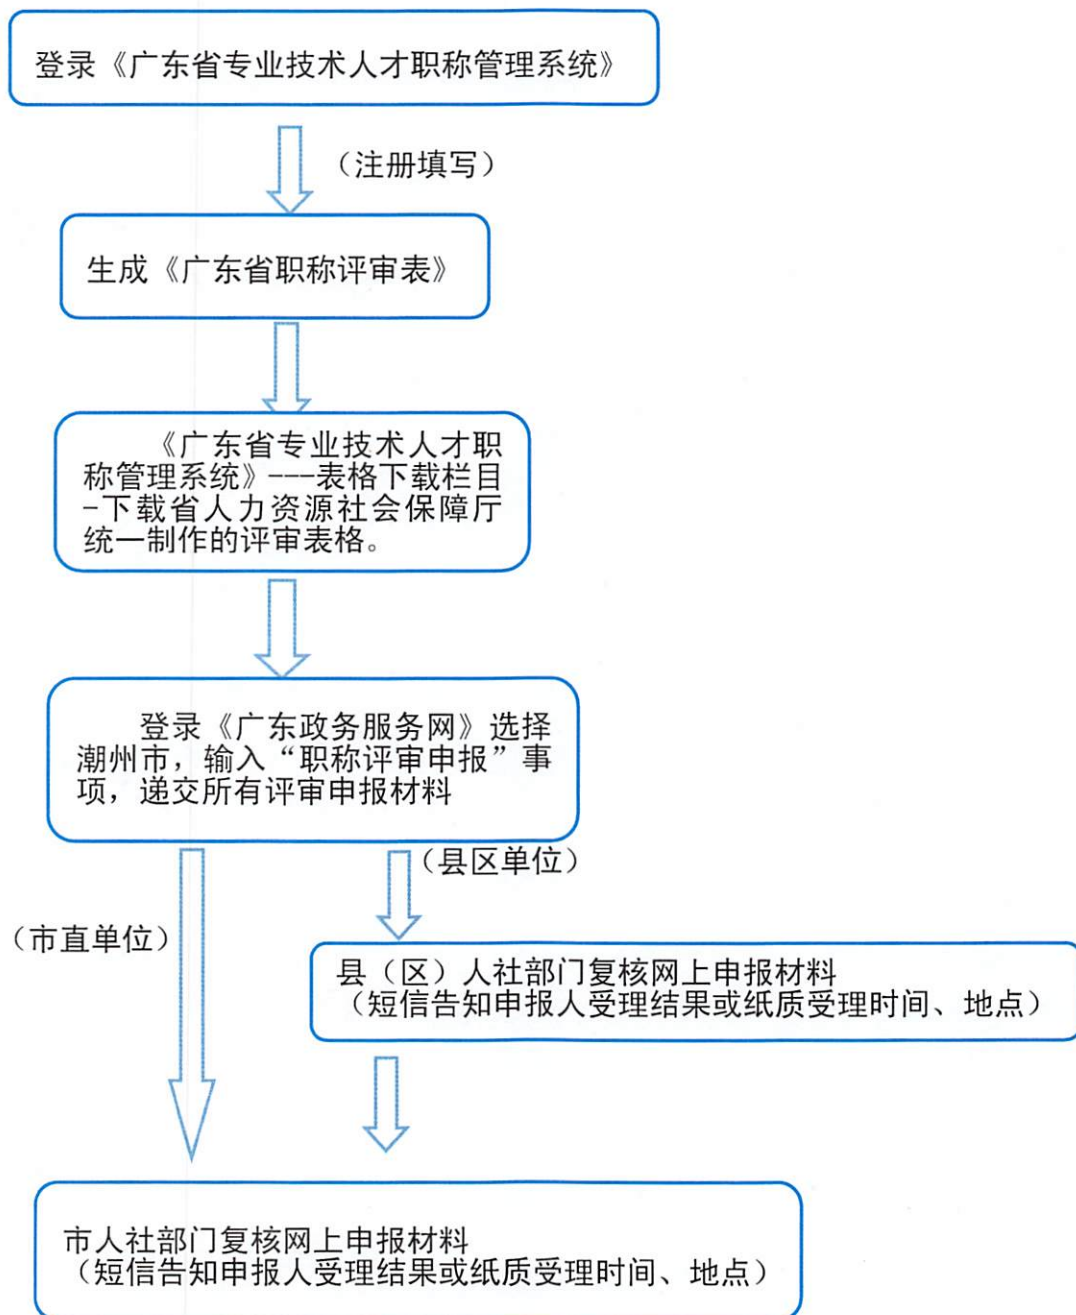 登录《广东省专业技术人才职称管理系统》
（注册填写）
生成《广东省职称评审表》
《广东省专业技术人才职
称管理系统》---表格下载栏目
-下载省人力资源社会保障厅
统一制作的评审表格。
登录《广东政务服务网》选择
潮州市，输入“职称评审申报”事
项，递交所有评审申报材料
（县区单位）
（市直单位）
县（区）人社部门复核网上申报材料
（短信告知申报人受理结果或纸质受理时间、地点）
市人社部门复核网上申报材料
（短信告知申报人受理结果或纸质受理时间、地点）